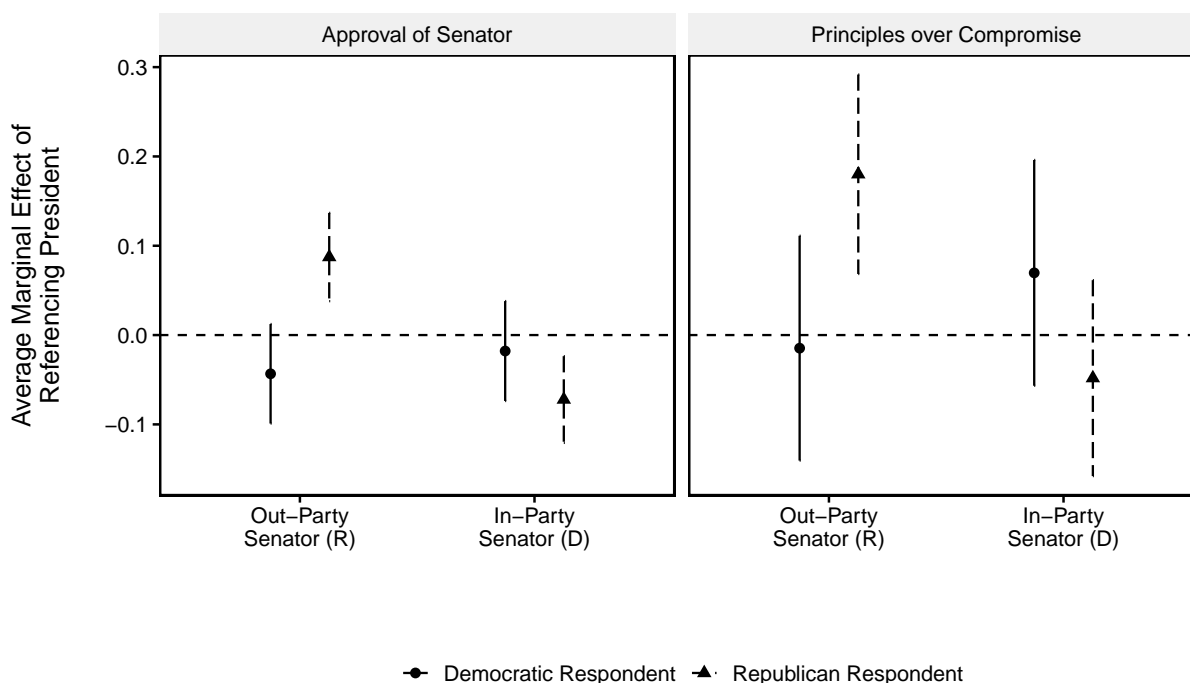 Approval of Senator
Principles over Compromise
Average Marginal Effect of
Referencing President
0.3
0.2
0.1
0.0
−0.1
Out−Party
Senator (R)
In−Party
Senator (D)
Out−Party
Senator (R)
In−Party
Senator (D)
Democratic Respondent
Republican Respondent